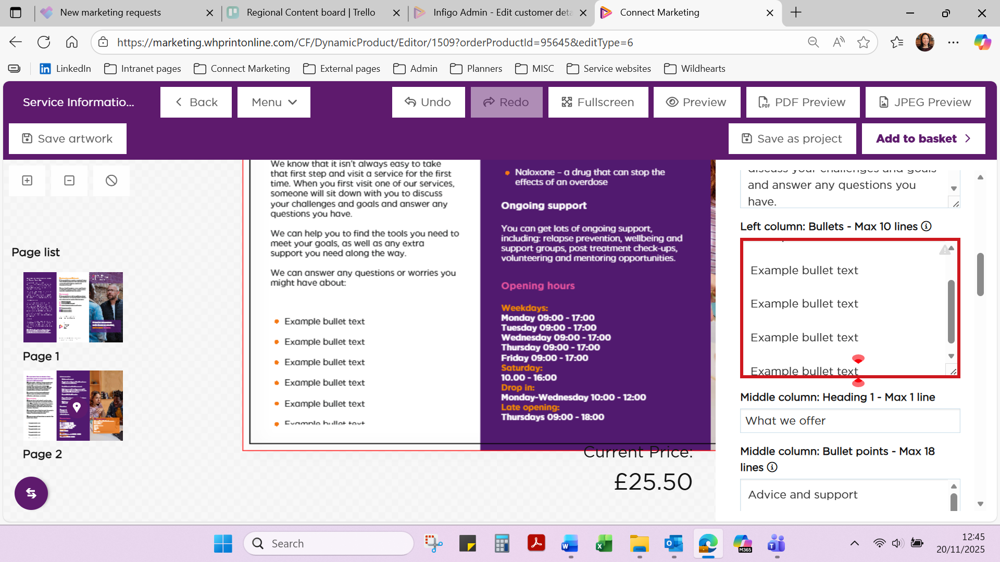 New marketing requests
Regional Content board | Trello
Infigo Admin - Edit customer deta
Connect Marketing
https://marketing.whprintonline.com/CF/DynamicProduct/Editor/1509?orderProductId=95645&editType=6
LinkedIn
Intranet pages
Connect Marketing
External pages
Admin
Planners
MISC
Service websites
Wildhearts
Service Informatio...
Back
Menu
Undo
Redo
Fullscreen
Preview
PDF Preview
JPEG Preview
Save artwork
Save as project
Add to basket
Page list
Page 1
Page 2
We know that it isn't always easy to take
that first step and visit a service for the first
time. When you first visit one of our services,
someone will sit down with you to discuss
your challenges and goals and answer any
questions you have.
We can help you to find the tools you need to
meet your goals, as well as any extra
support you need along the way.
We can answer any questions or worries you
might have about:
Example bullet text
Example bullet text
Example bullet text
Example bullet text
Example bullet text
Example bullet text
Naloxone – a drug that can stop the
effects of an overdose
Ongoing support
You can get lots of ongoing support,
including: relapse prevention, wellbeing and
support groups, post treatment check-ups,
volunteering and mentoring opportunities.
Opening hours
Weekdays:
Monday 09:00 - 17:00
Tuesday 09:00 - 17:00
Wednesday 09:00 - 17:00
Thursday 09:00 - 17:00
Friday 09:00 - 17:00
Saturday:
10.00 - 16:00
Drop in:
Monday-Wednesday 10:00 - 12:00
Late opening:
Thursdays 09:00 - 18:00
Current Price:
£25.50
discuss your challenges and goals
and answer any questions you
have.
Left column: Bullets - Max 10 lines
Example bullet text
Example bullet text
Example bullet text
Example bullet text
Middle column: Heading 1 - Max 1 line
What we offer
Middle column: Bullet points - Max 18
lines
Advice and support
Search
M365
12:45
20/11/2025